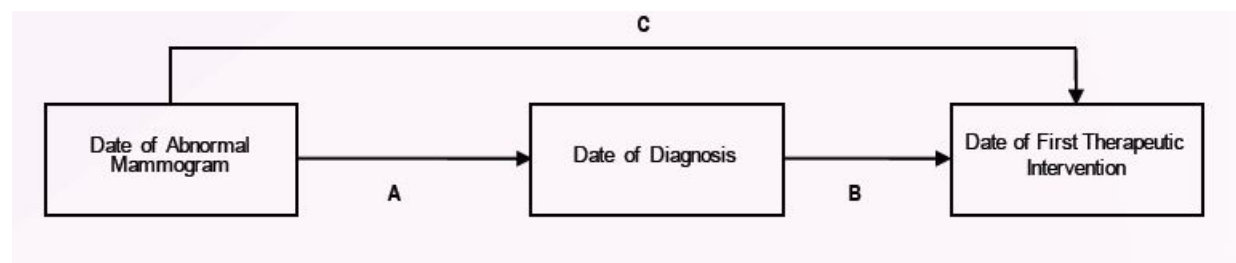 C
Date of Abnormal
Mammogram
A
Date of Diagnosis
B
Date of First Therapeutic
Intervention